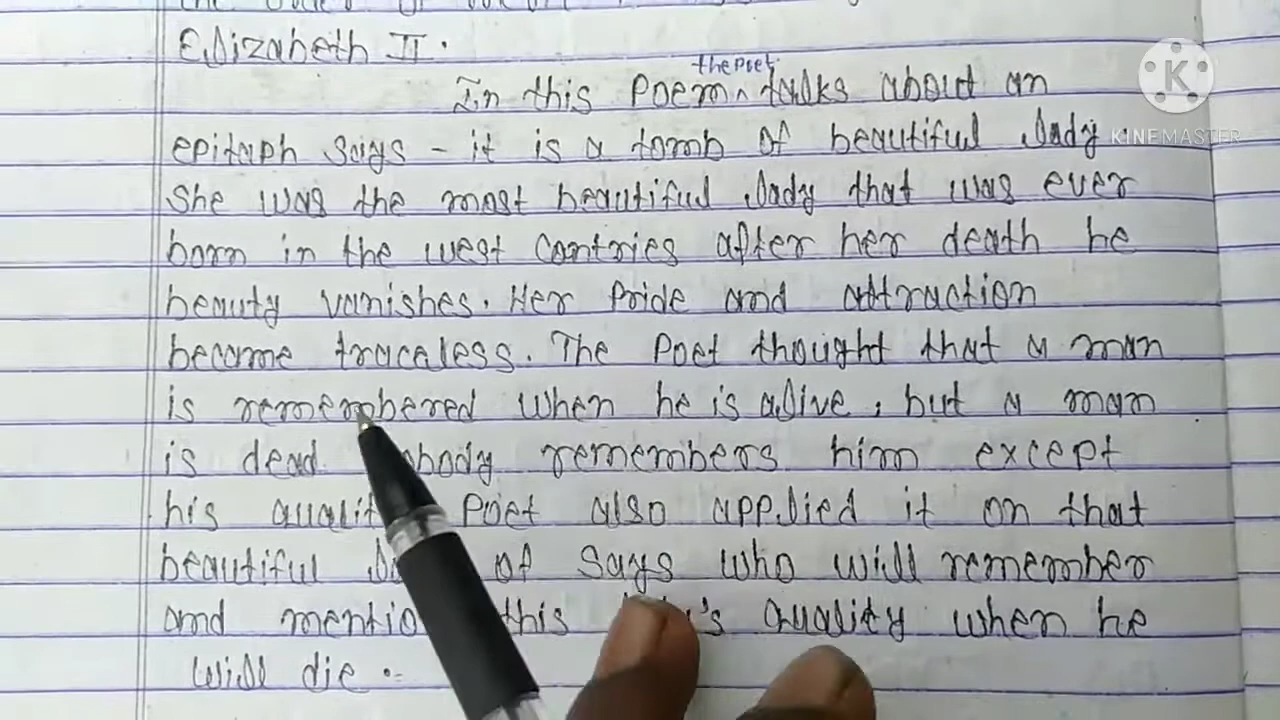 Elizabeth II.
the Poet
In this Poem ^ talks about an
epitaph says - it is a tomb of beautiful lady
She was the most beautiful lady that was ever
born in the west Contries after her death he
beauty vanishes. Her Pride and attraction
become traceless. The Poet thought that a man
is remembered when he is alive, but a man
is dead remembers him except
his Poet also applied it on that
beautiful of says who will remember
and this quality when he
will die.
KINEMASTER